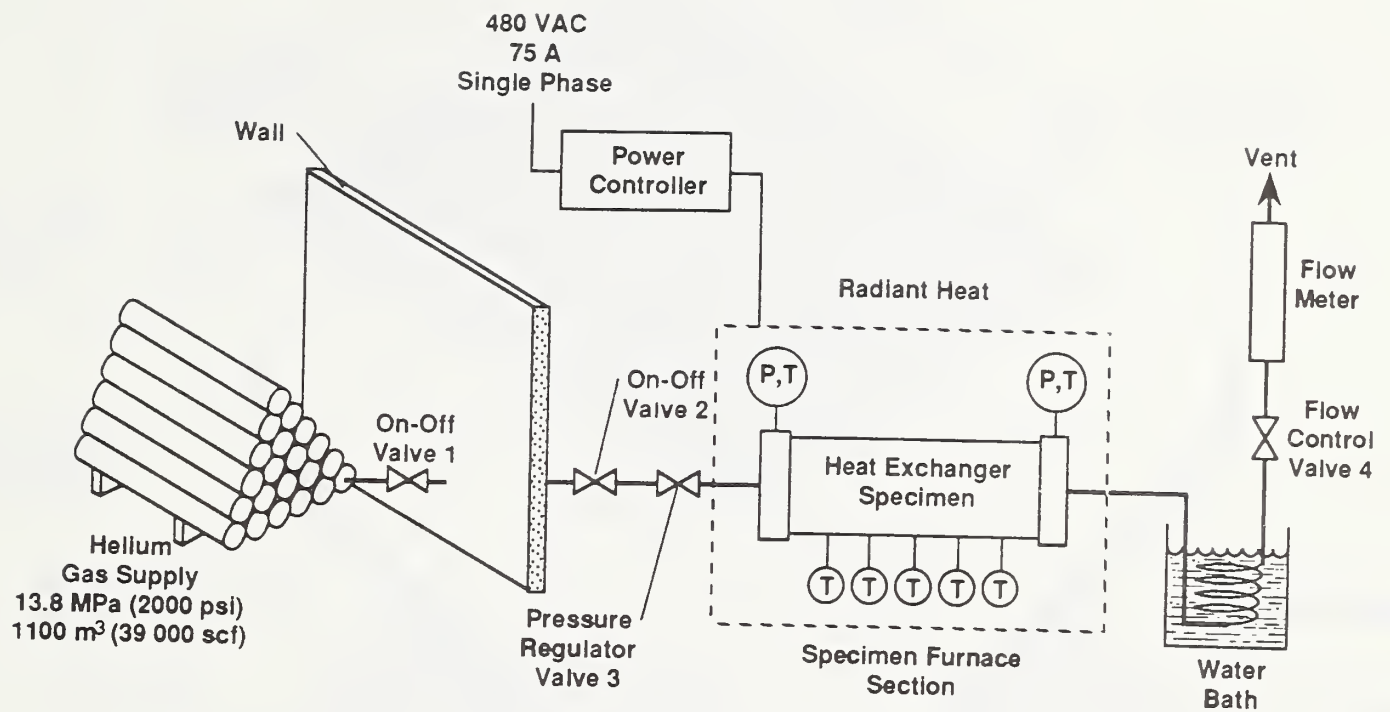 480 VAC
75 A
Single Phase
Wall
Power
Controller
Vent
Flow
Meter
Radiant Heat
P,T
P,T
On-Off
Valve 2
On-Off
Valve 1
Flow
Control
Valve 4
Heat Exchanger
Specimen
T T T T T
Helium
Gas Supply
13.8 MPa (2000 psi)
1100 m³ (39 000 scf)
Pressure
Regulator
Valve 3
Specimen Furnace
Section
Water
Bath